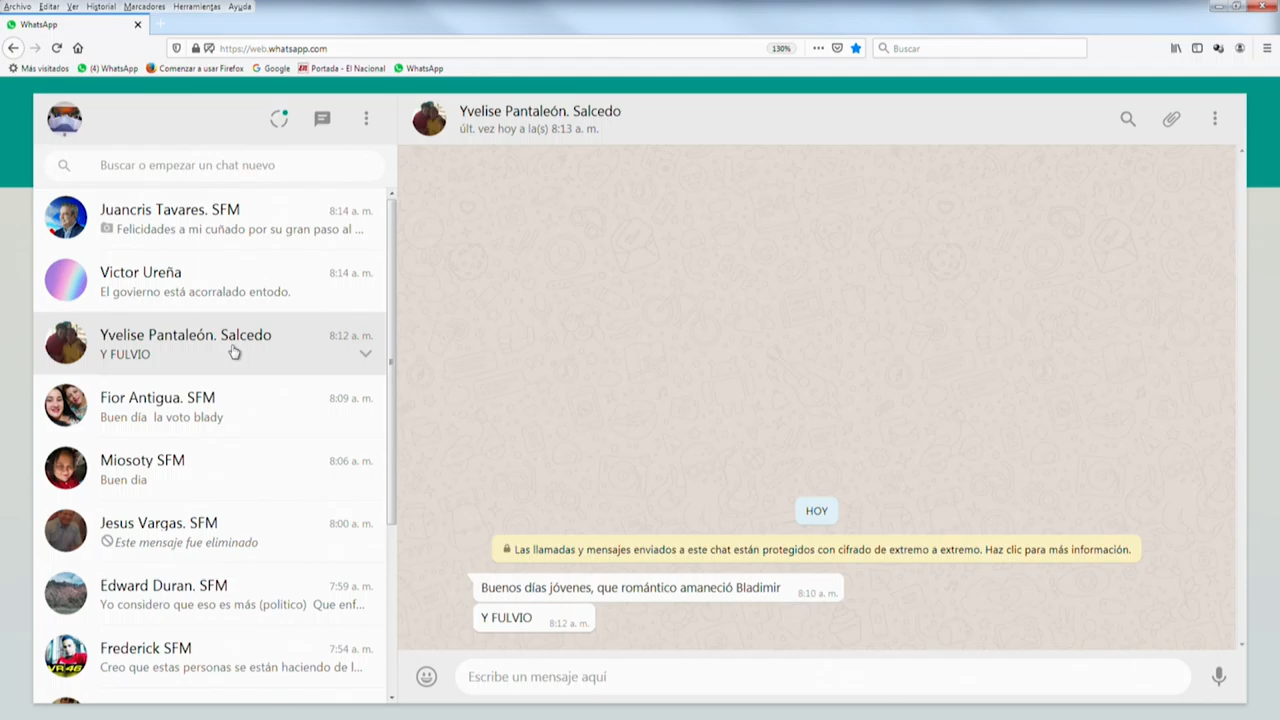 Archivo Editar Ver Historial Marcadores Herramientas Ayuda
WhatsApp
https://web.whatsapp.com
130%
Buscar
Más visitados (4) WhatsApp Comenzar a usar Firefox Google Portada - El Nacional WhatsApp
Yvelise Pantaleón. Salcedo
últ. vez hoy a la(s) 8:13 a. m.
Buscar o empezar un chat nuevo
Juancris Tavares. SFM 8:14 a. m.
Felicidades a mi cuñado por su gran paso al ...
Victor Ureña 8:14 a. m.
El govierno está acorralado entodo.
Yvelise Pantaleón. Salcedo 8:12 a. m.
Y FULVIO
Fior Antigua. SFM 8:09 a. m.
Buen día la voto blady
Miosoty SFM 8:06 a. m.
Buen dia
Jesus Vargas. SFM 8:00 a. m.
Este mensaje fue eliminado
Edward Duran. SFM 7:59 a. m.
Yo considero que eso es más (politico) Que enf...
Frederick SFM 7:54 a. m.
Creo que estas personas se están haciendo de l...
VR46
HOY
Las llamadas y mensajes enviados a este chat están protegidos con cifrado de extremo a extremo. Haz clic para más información.
Buenos días jóvenes, que romántico amaneció Bladimir 8:10 a. m.
Y FULVIO 8:12 a. m.
Escribe un mensaje aquí